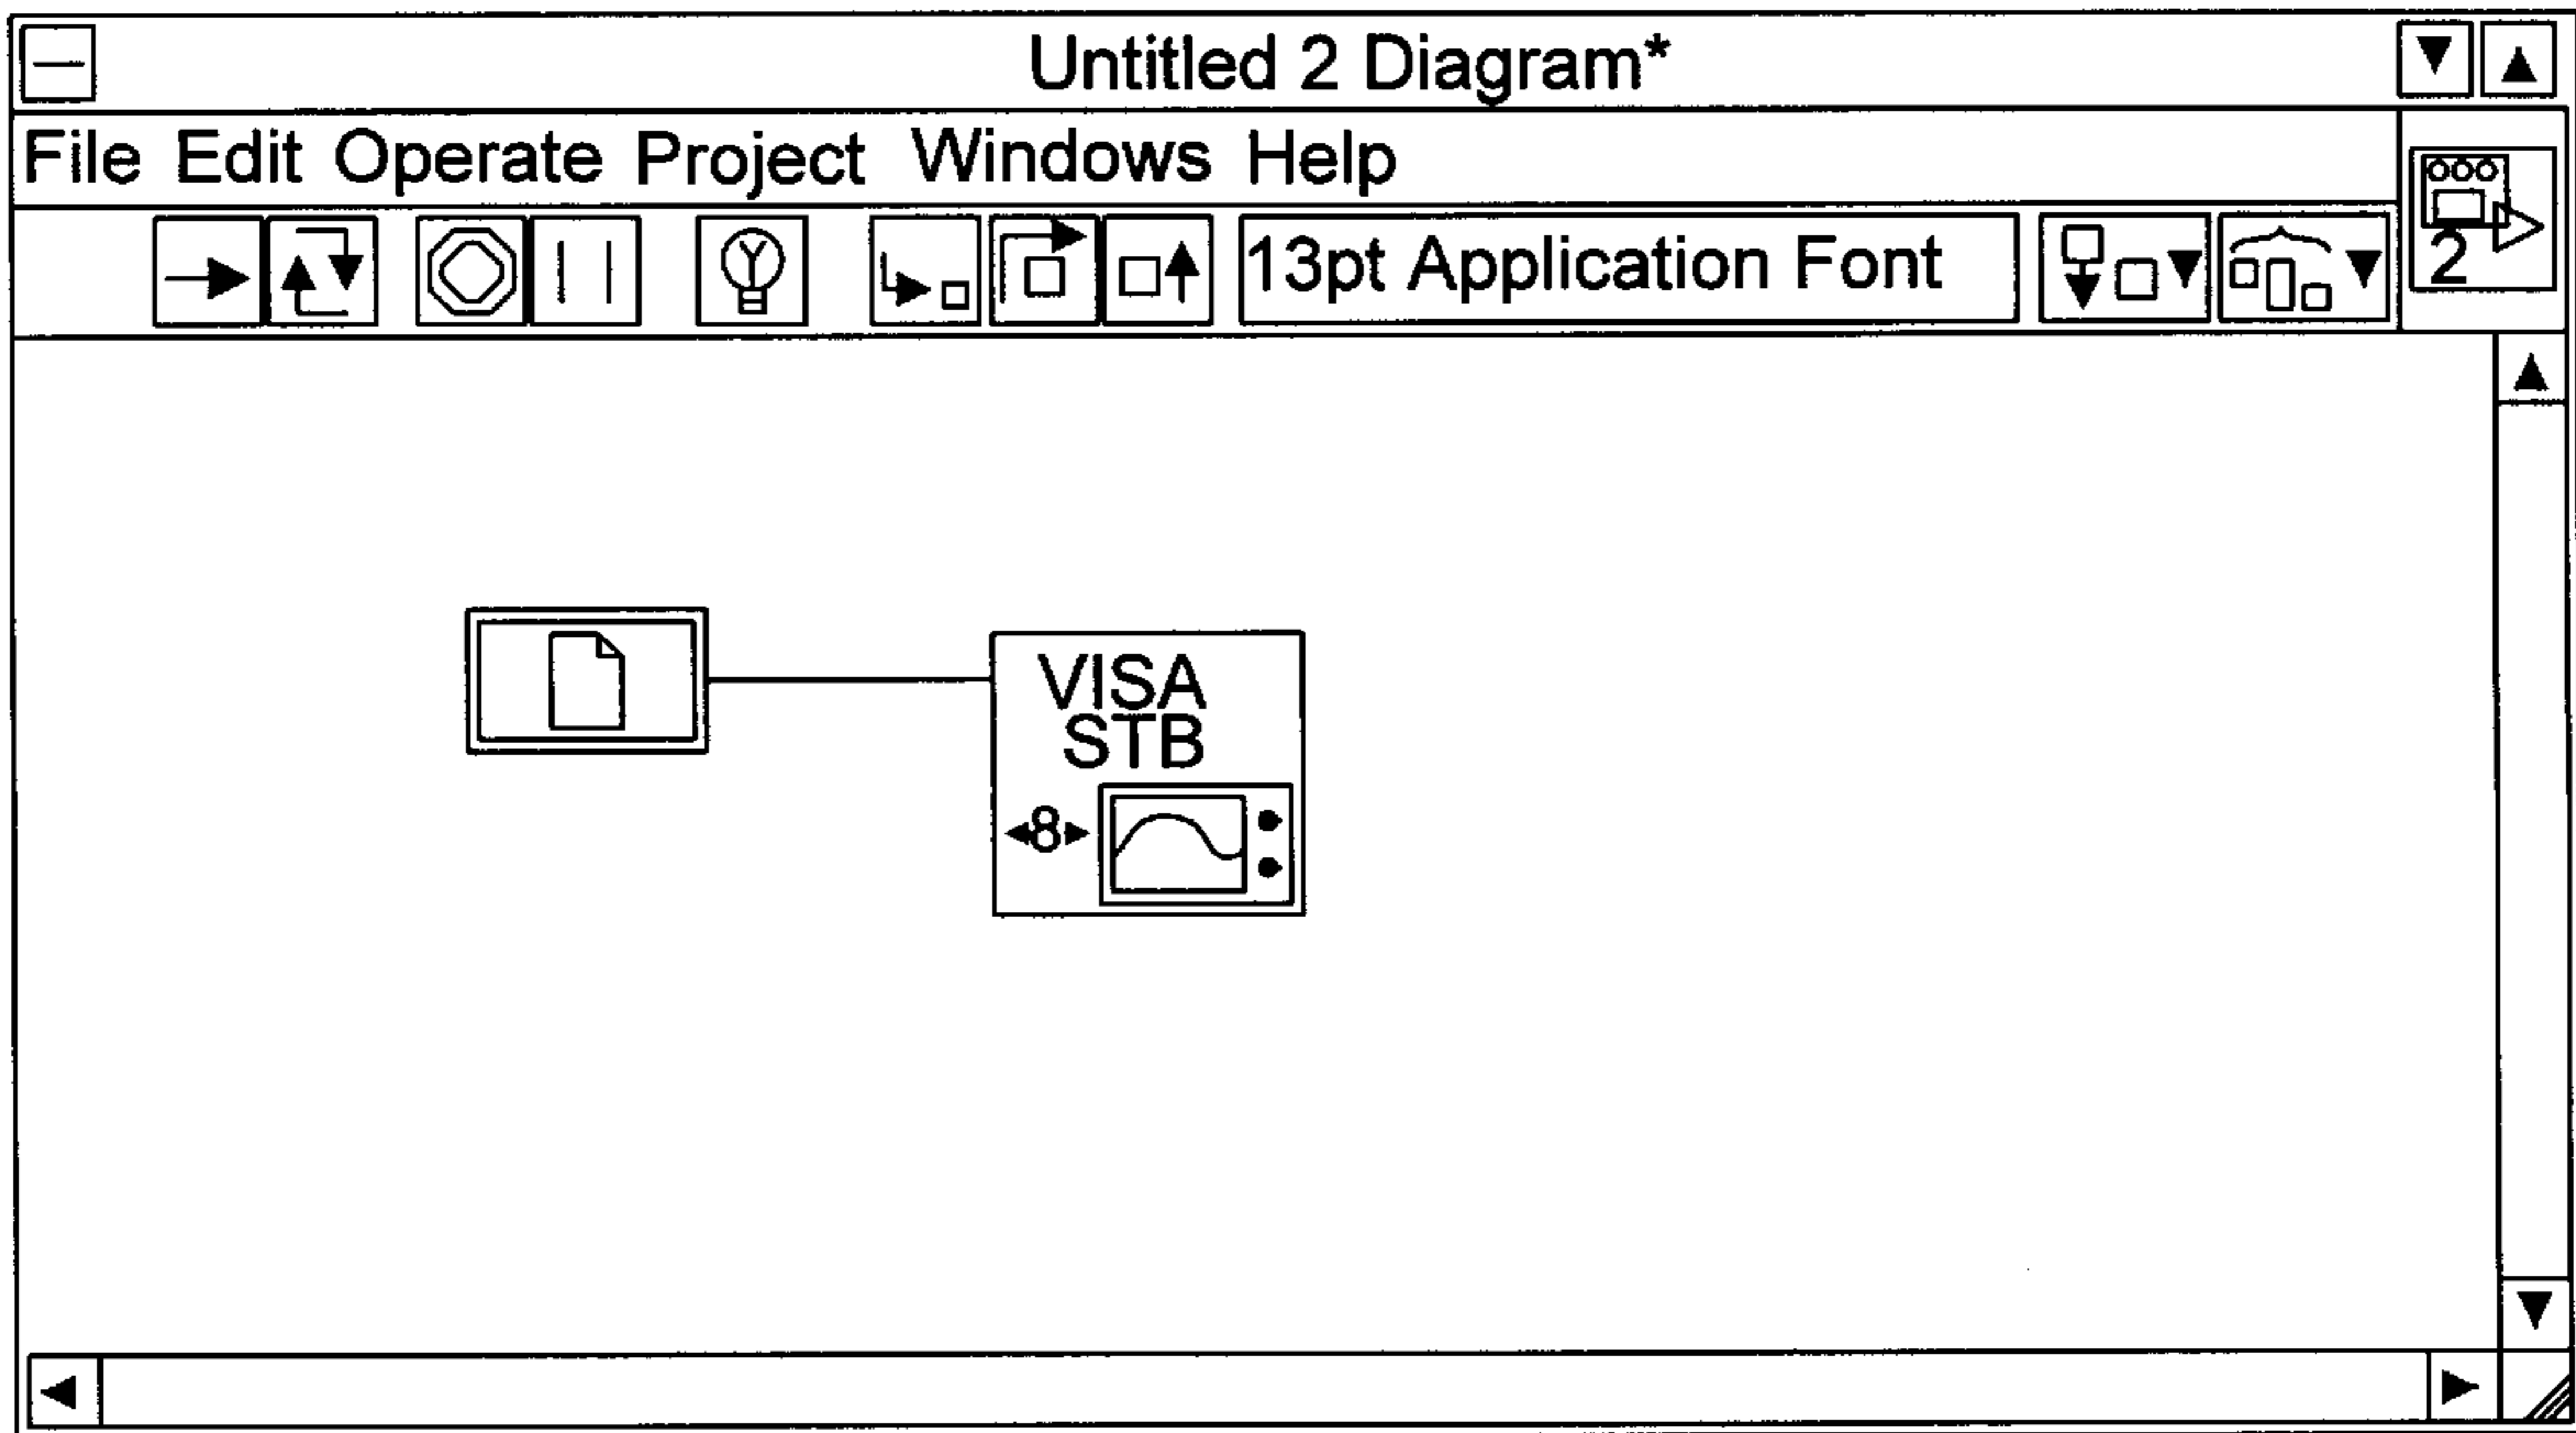 Untitled 2 Diagram*
File Edit Operate Project Windows Help
13pt Application Font
2
VISA
STB
8